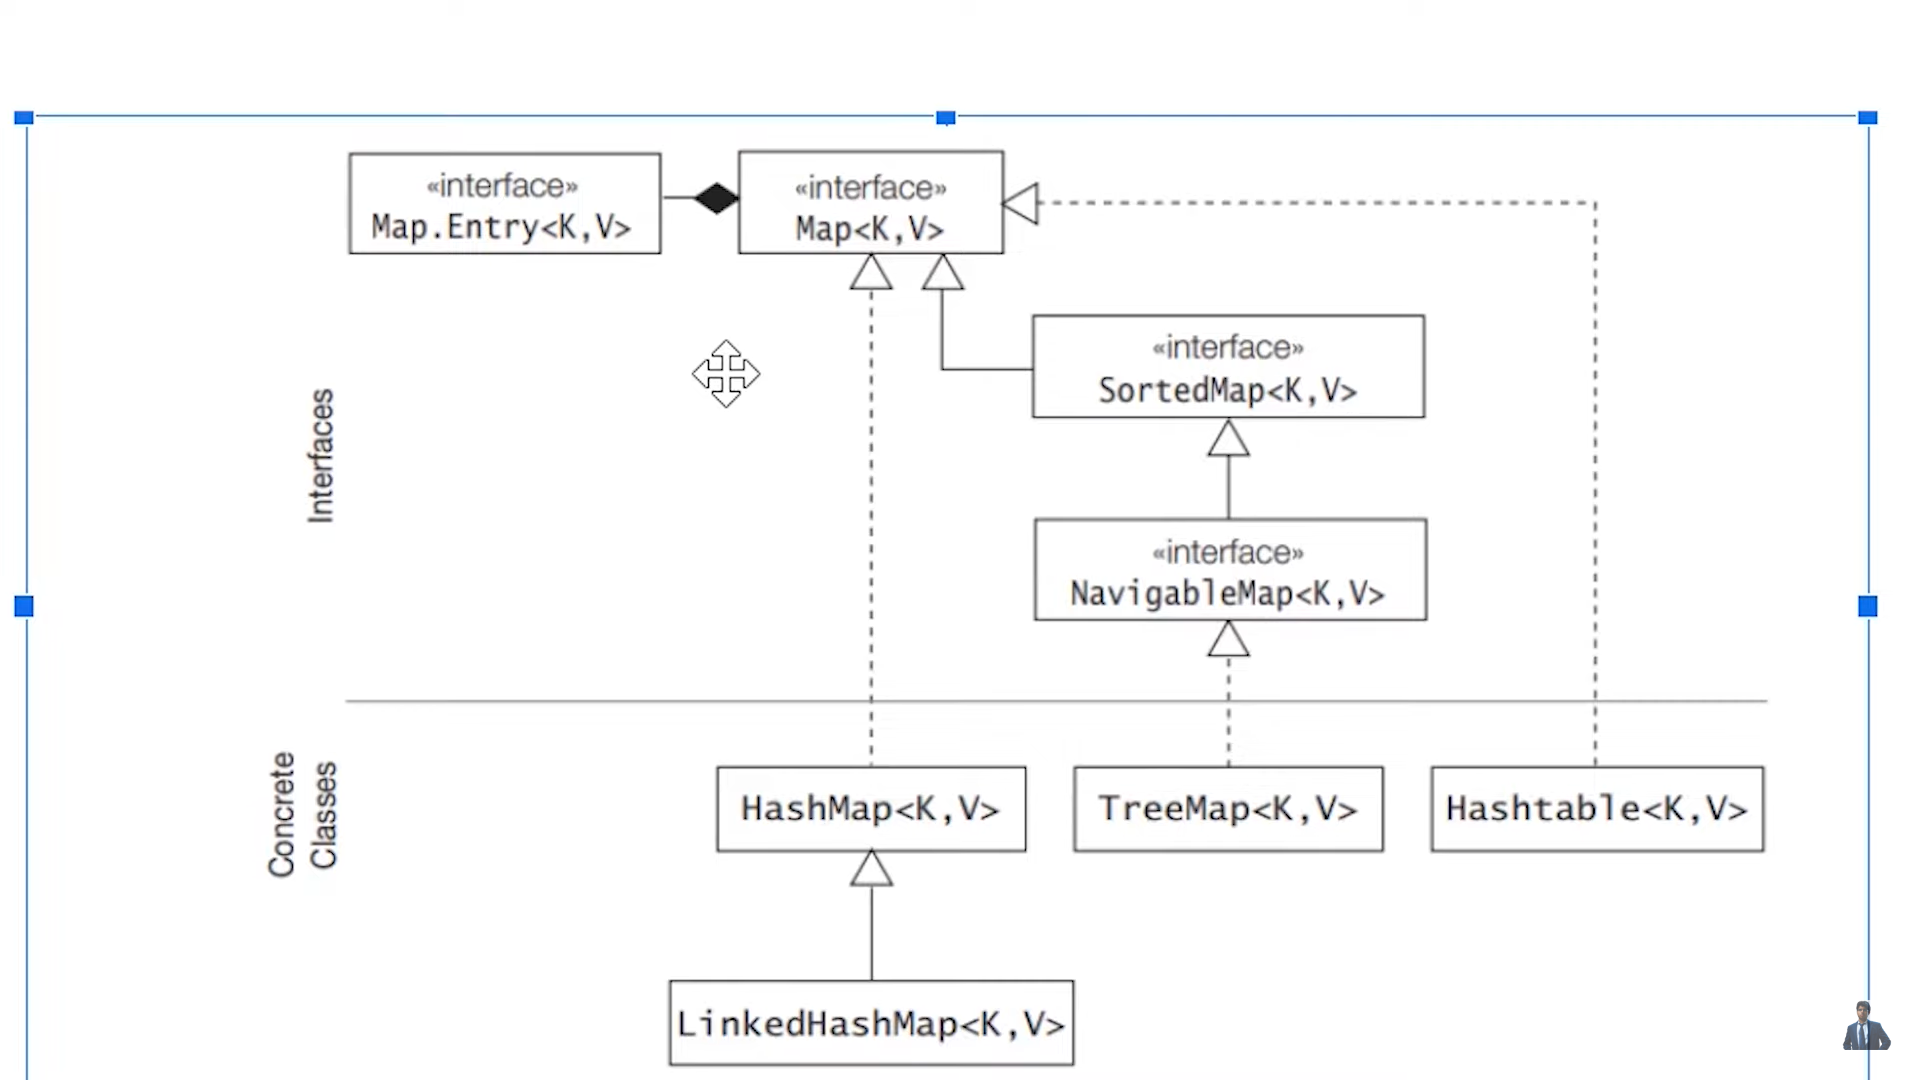 «interface»
Map.Entry<K,V>
«interface»
Map<K,V>
«interface»
SortedMap<K,V>
Interfaces
«interface»
NavigableMap<K,V>
Concrete
Classes
HashMap<K,V>
TreeMap<K,V>
Hashtable<K,V>
LinkedHashMap<K,V>